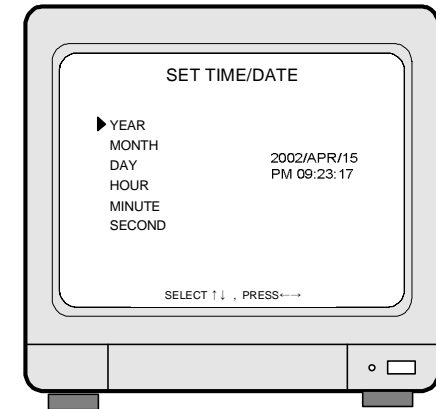 SET TIME/DATE
YEAR
MONTH
DAY
HOUR
MINUTE
SECOND
2002/APR/15
PM 09:23:17
SELECT ↑↓ , PRESS←→